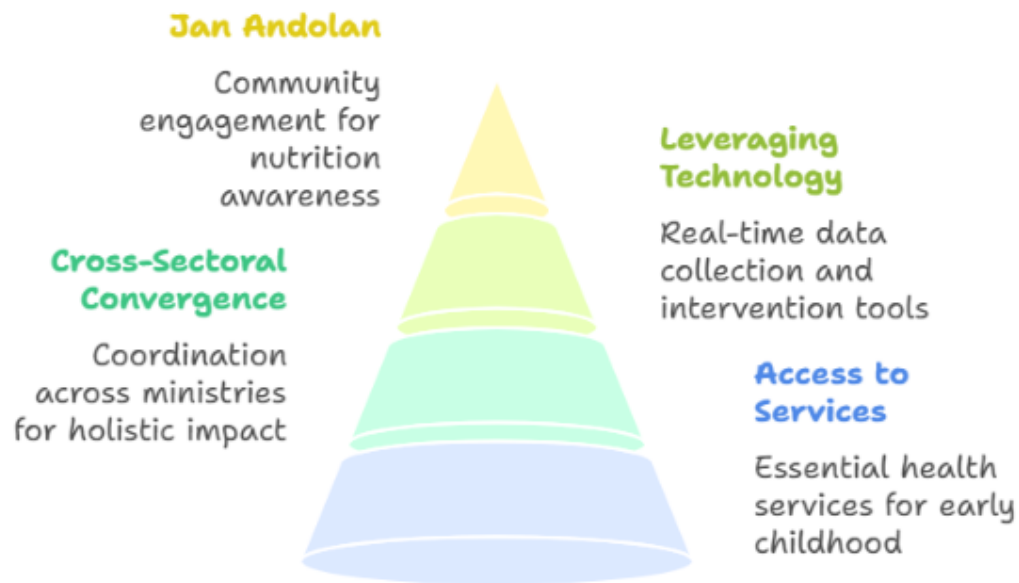 Jan Andolan
Community
engagement for
nutrition
awareness
Leveraging
Technology
Real-time data
collection and
intervention tools
Cross-Sectoral
Convergence
Coordination
across ministries
for holistic impact
Access to
Services
Essential health
services for early
childhood